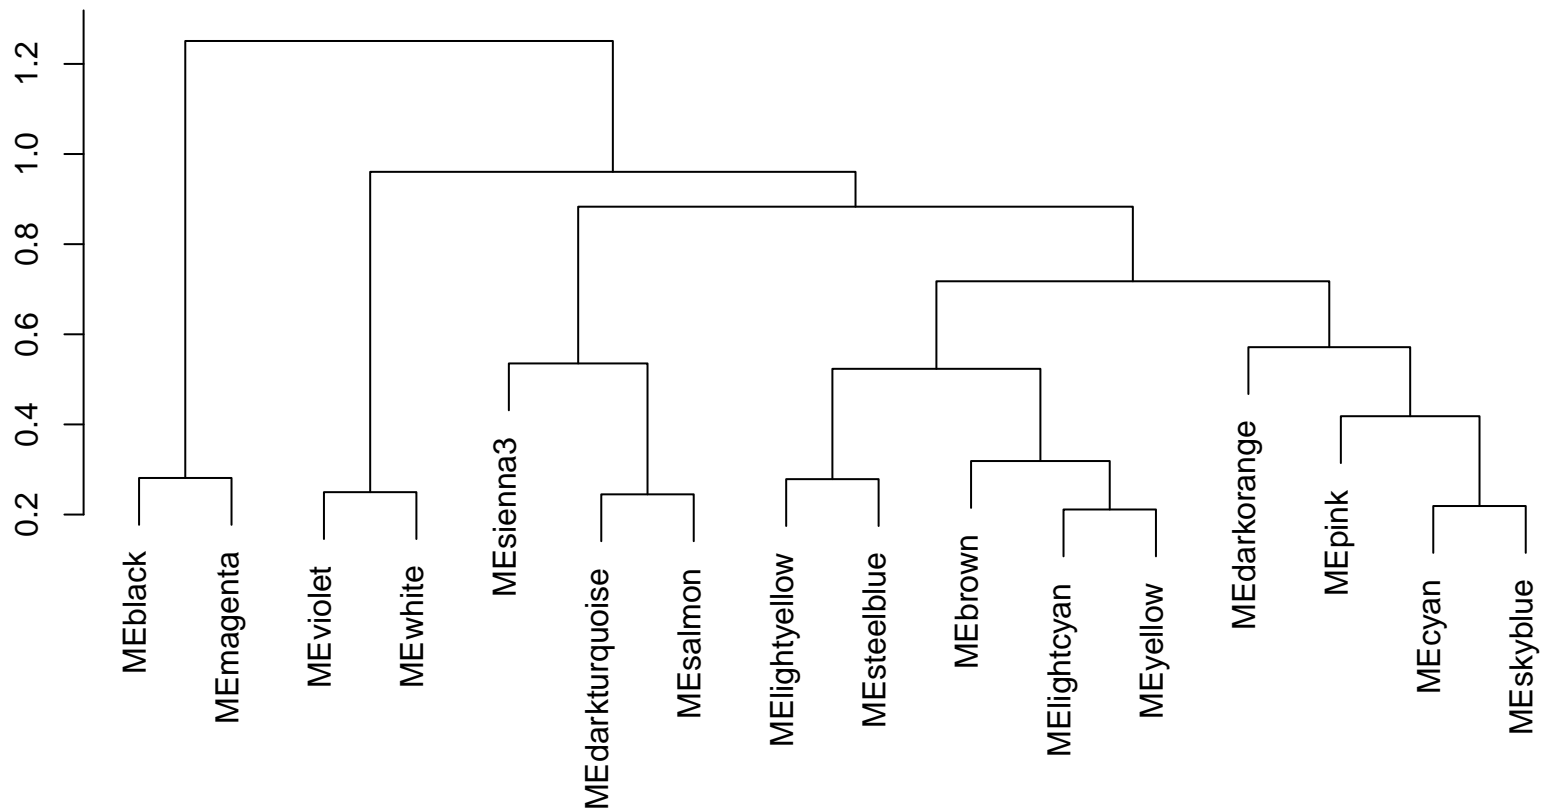 1.2
1.0
0.8
0.6
0.4
0.2
MEblack
MEmagenta
MEviolet
MEwhite
MEsienna3
MEdarkturquoise
MEsalmon
MElightyellow
MEsteelblue
MEbrown
MElightcyan
MEyellow
MEdarkorange
MEpink
MEcyan
MEskyblue